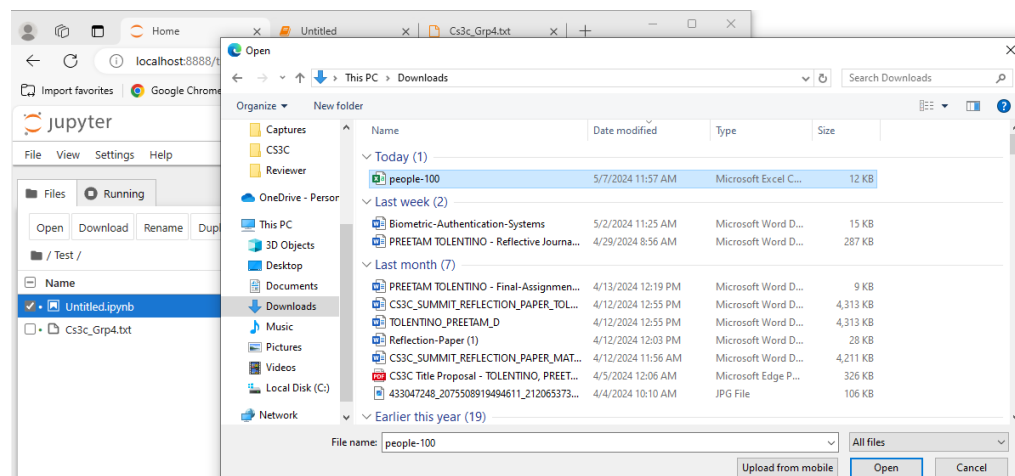 Home
Untitled
Cs3c_Grp4.txt
localhost:8888/t
Import favorites
Google Chrome
jupyter
File View Settings Help
Files
Running
Open Download Rename Dupl
/ Test /
Name
Untitled.ipynb
Cs3c_Grp4.txt
Open
This PC > Downloads
Search Downloads
Organize
New folder
Captures
CS3C
Reviewer
OneDrive - Person
This PC
3D Objects
Desktop
Documents
Downloads
Music
Pictures
Videos
Local Disk (C:)
Network
Name Date modified Type Size
Today (1)
people-100 5/7/2024 11:57 AM Microsoft Excel C... 12 KB
Last week (2)
Biometric-Authentication-Systems 5/2/2024 11:25 AM Microsoft Word D... 15 KB
PREETAM TOLENTINO - Reflective Journa... 4/29/2024 8:56 AM Microsoft Word D... 287 KB
Last month (7)
PREETAM TOLENTINO - Final-Assignmen... 4/13/2024 12:19 PM Microsoft Word D... 9 KB
CS3C_SUMMIT_REFLECTION_PAPER_TOL... 4/12/2024 12:55 PM Microsoft Word D... 4,313 KB
TOLENTINO_PREETAM_D 4/12/2024 12:55 PM Microsoft Word D... 4,313 KB
Reflection-Paper (1) 4/12/2024 12:03 PM Microsoft Word D... 28 KB
CS3C_SUMMIT_REFLECTION_PAPER_MAT... 4/12/2024 11:56 AM Microsoft Word D... 4,211 KB
CS3C Title Proposal - TOLENTINO, PREET... 4/5/2024 12:06 AM Microsoft Edge P... 326 KB
433047248_2075508919494611_212065373... 4/4/2024 10:10 AM JPG File 106 KB
Earlier this year (19)
File name: people-100
All files
Upload from mobile
Open
Cancel